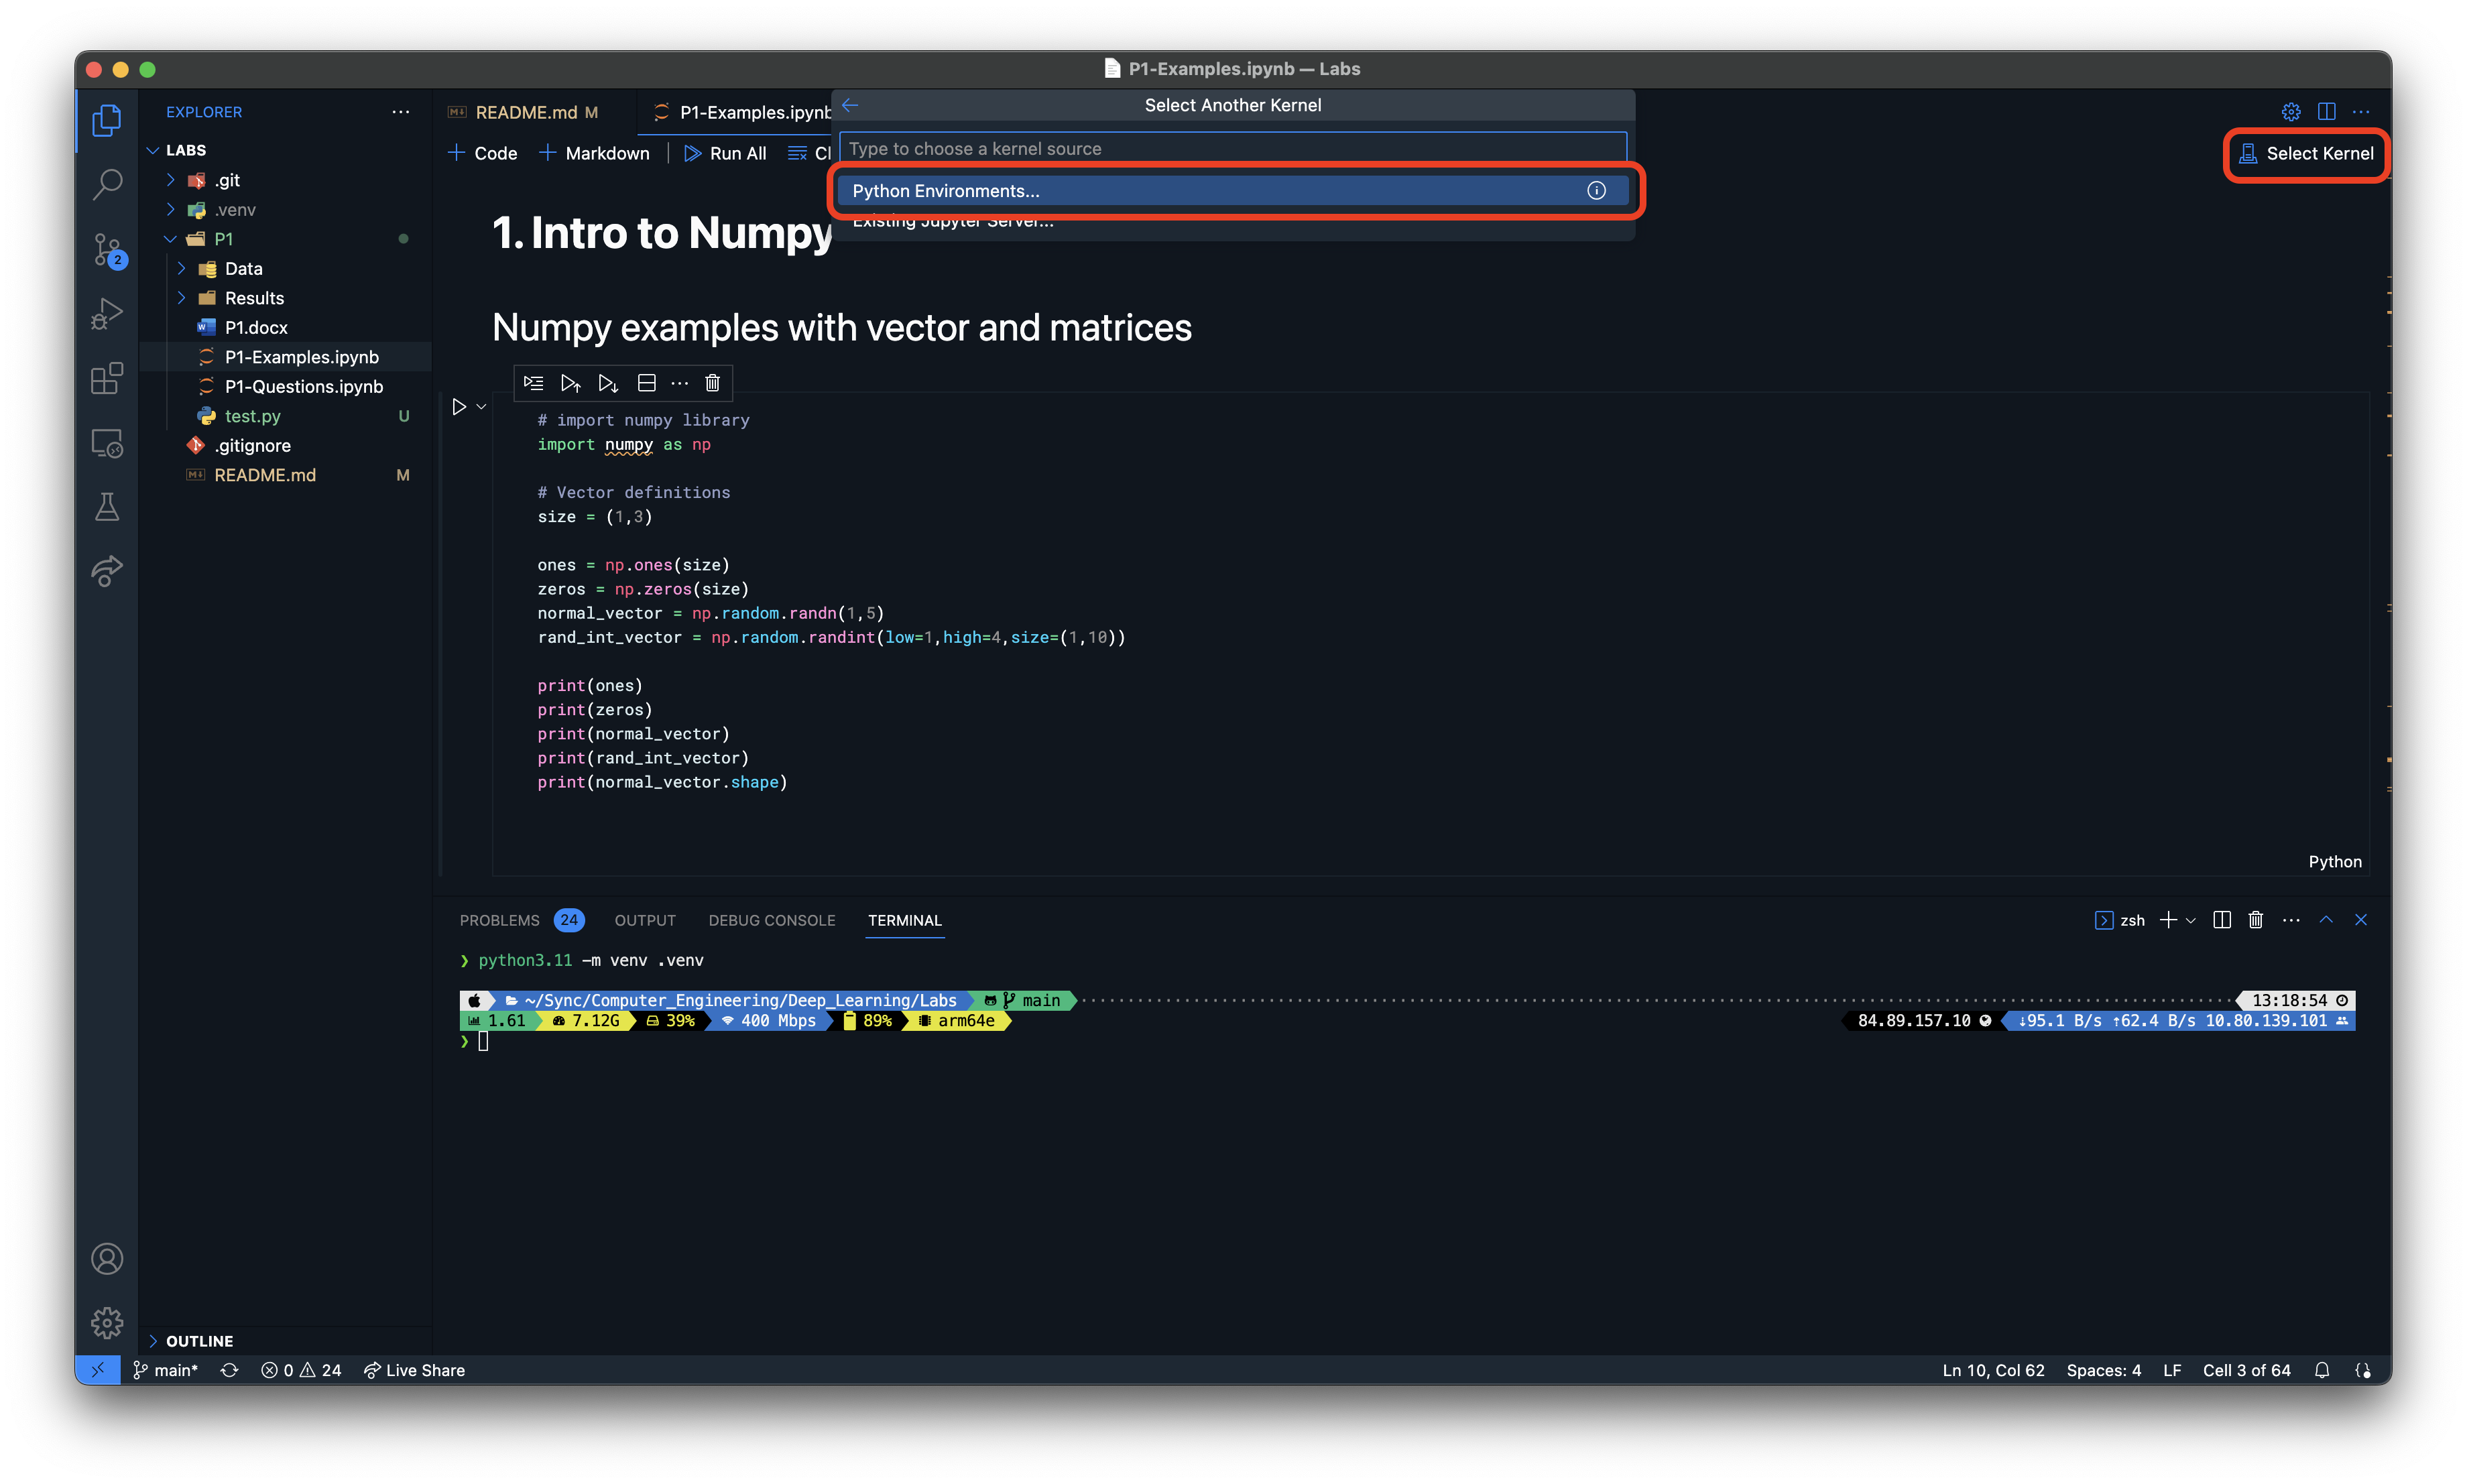 P1-Examples.ipynb — Labs
EXPLORER
LABS
.git
.venv
P1
Data
Results
P1.docx
P1-Examples.ipynb
P1-Questions.ipynb
test.py U
.gitignore
README.md M
OUTLINE
2
README.md M
P1-Examples.ipynb
Select Another Kernel
Type to choose a kernel source
Python Environments...
Existing Jupyter Server...
Code
Markdown
Run All
Cl
Select Kernel
1. Intro to Numpy
Numpy examples with vector and matrices
# import numpy library
import numpy as np
# Vector definitions
size = (1,3)
ones = np.ones(size)
zeros = np.zeros(size)
normal_vector = np.random.randn(1,5)
rand_int_vector = np.random.randint(low=1,high=4,size=(1,10))
print(ones)
print(zeros)
print(normal_vector)
print(rand_int_vector)
print(normal_vector.shape)
Python
PROBLEMS 24 OUTPUT DEBUG CONSOLE TERMINAL
zsh
❯ python3.11 -m venv .venv
~/Sync/Computer_Engineering/Deep_Learning/Labs main 13:18:54
1.61 7.12G 39% 400 Mbps 89% arm64e 84.89.157.10 ↓95.1 B/s ↑62.4 B/s 10.80.139.101
❯
main* 0 24 Live Share Ln 10, Col 62 Spaces: 4 LF Cell 3 of 64